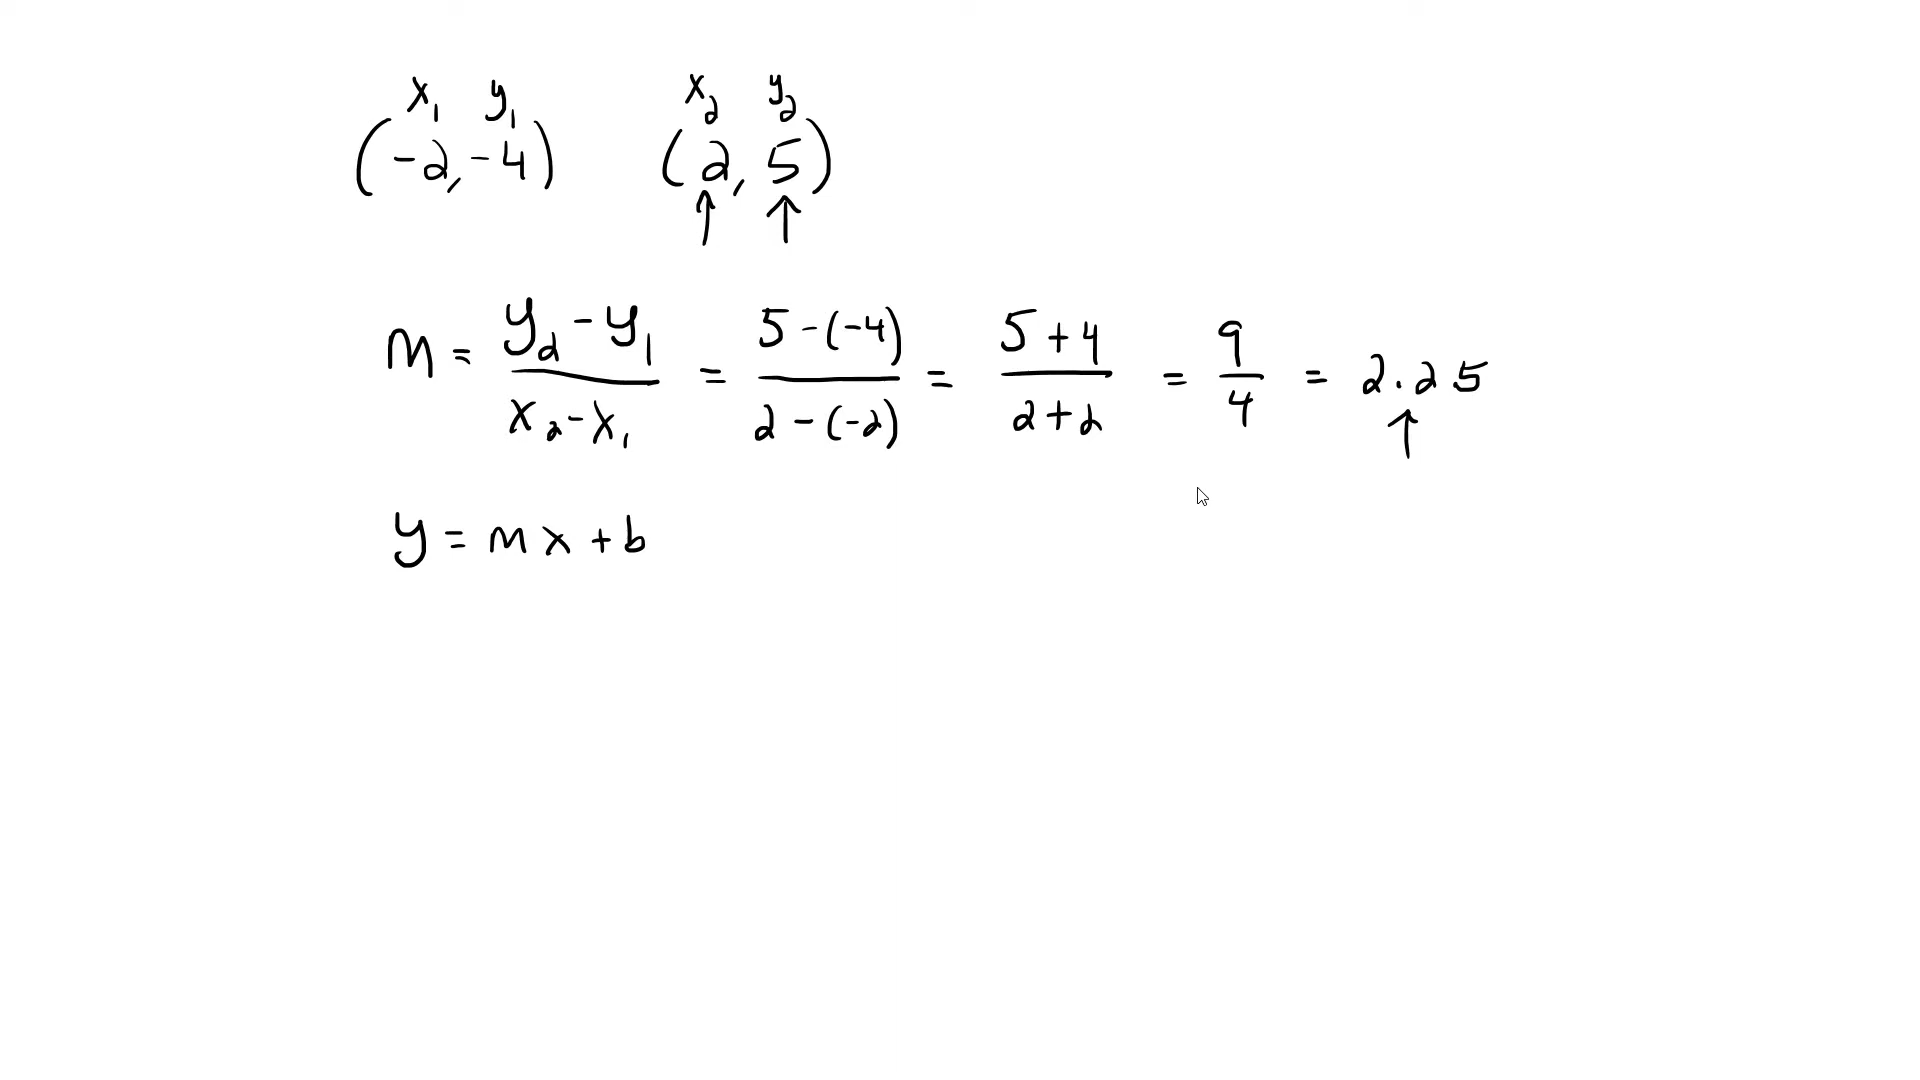 x₁ y₁ x₂ y₂
(-2, -4) (2, 5)
↑ ↑
m = (y₂ - y₁)/(x₂ - x₁) = (5 - (-4))/(2 - (-2)) = (5 + 4)/(2 + 2) = 9/4 = 2.25
↑
y = mx + b